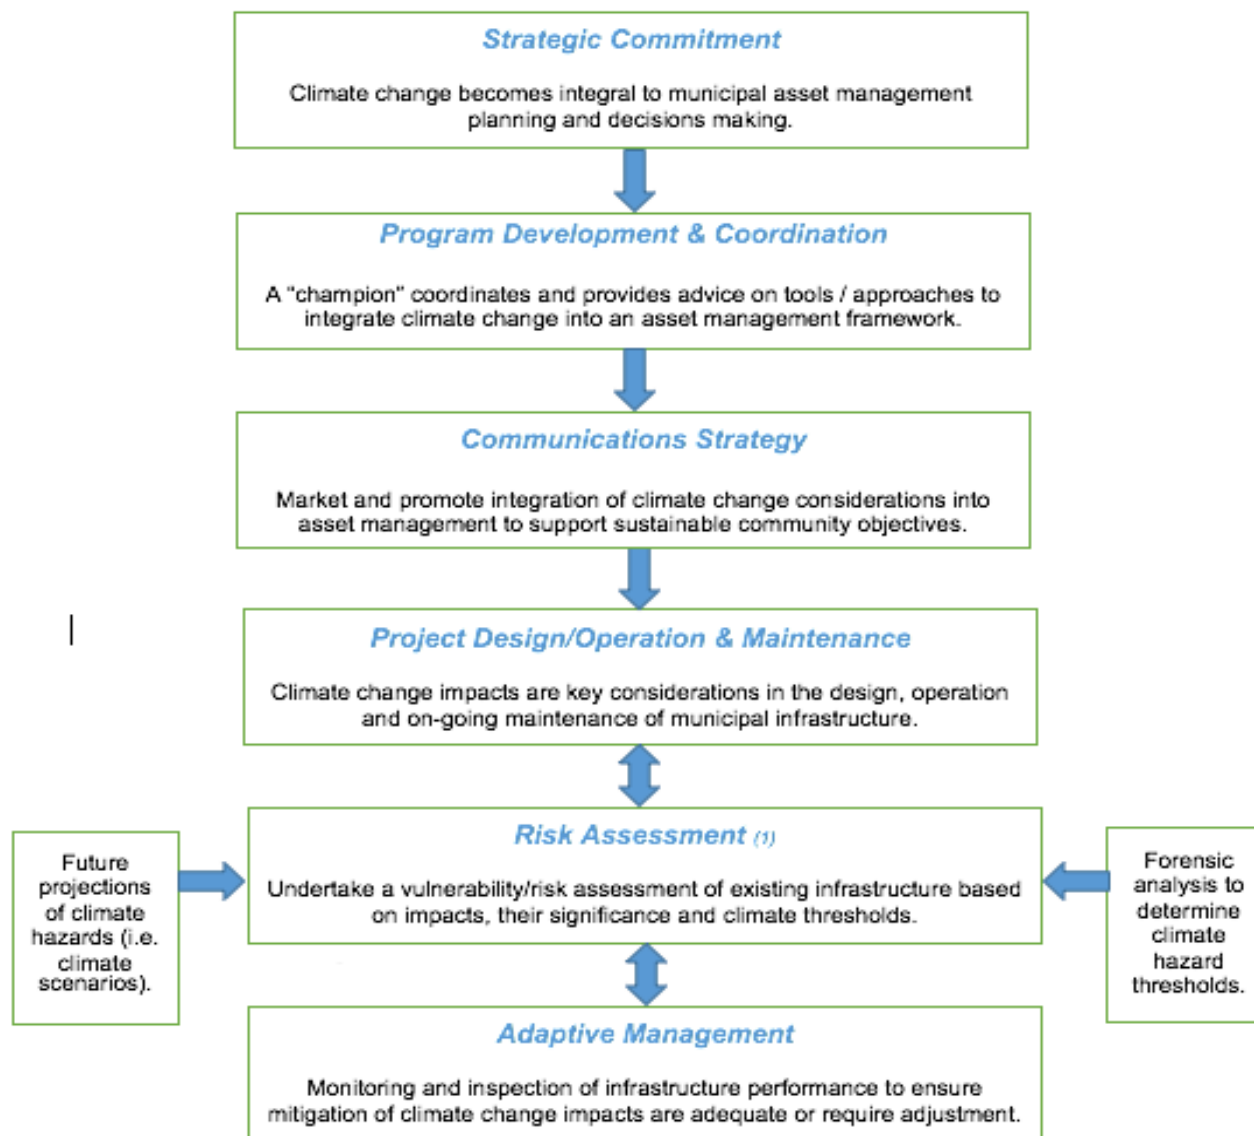 Strategic Commitment
Climate change becomes integral to municipal asset management
planning and decisions making.
Program Development & Coordination
A "champion" coordinates and provides advice on tools / approaches to
integrate climate change into an asset management framework.
Communications Strategy
Market and promote integration of climate change considerations into
asset management to support sustainable community objectives.
Project Design/Operation & Maintenance
Climate change impacts are key considerations in the design, operation
and on-going maintenance of municipal infrastructure.
Risk Assessment (1)
Undertake a vulnerability/risk assessment of existing infrastructure based
on impacts, their significance and climate thresholds.
Future
projections
of climate
hazards (i.e.
climate
scenarios).
Forensic
analysis to
determine
climate
hazard
thresholds.
Adaptive Management
Monitoring and inspection of infrastructure performance to ensure
mitigation of climate change impacts are adequate or require adjustment.